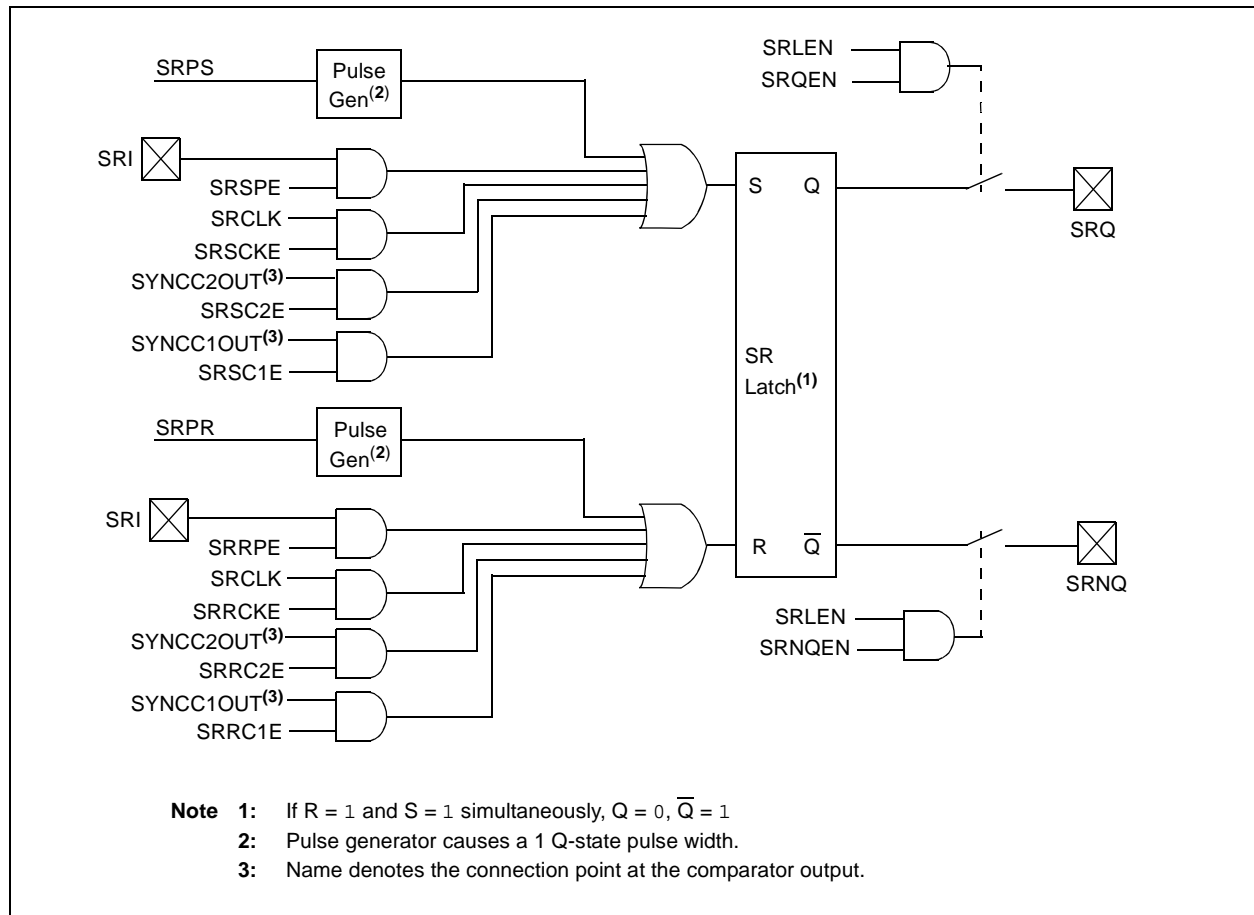 SRLEN
SRQEN
SRPS
Pulse
Gen(2)
SRI
SRSPE
SRCLK
SRSCKE
SYNCC2OUT(3)
SRSC2E
SYNCC1OUT(3)
SRSC1E
S Q
SRQ
SR
Latch(1)
SRPR
Pulse
Gen(2)
SRI
SRRPE
SRCLK
SRRCKE
SYNCC2OUT(3)
SRRC2E
SYNCC1OUT(3)
SRRC1E
R Q̅
SRNQ
SRLEN
SRNQEN
Note 1: If R = 1 and S = 1 simultaneously, Q = 0, Q̅ = 1
2: Pulse generator causes a 1 Q-state pulse width.
3: Name denotes the connection point at the comparator output.